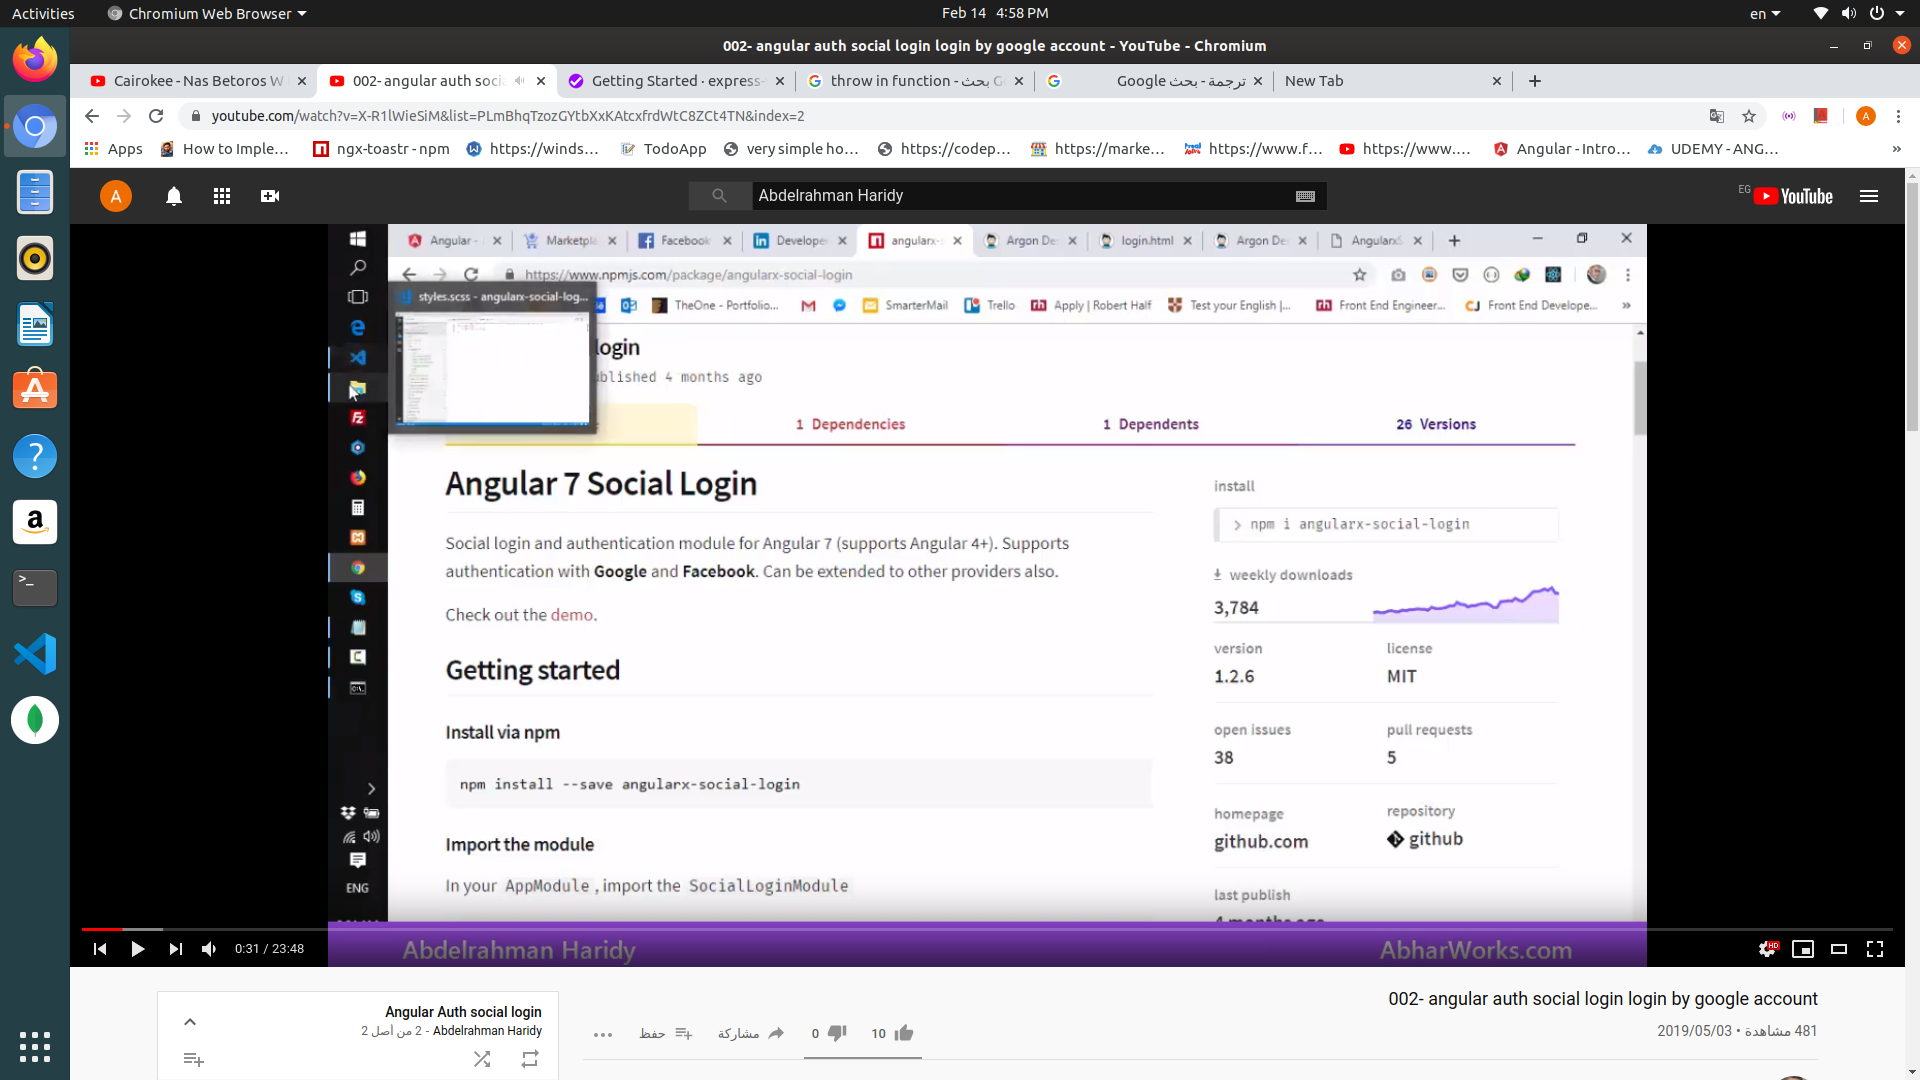 Activities
Chromium Web Browser
Feb 14 4:58 PM
en
002- angular auth social login login by google account - YouTube - Chromium
Cairokee - Nas Betoros W
002- angular auth soci
Getting Started · express-
throw in function - بحث G
ترجمة - بحث Google
New Tab
youtube.com/watch?v=X-R1lWieSiM&list=PLmBhqTzozGYtbXxKAtcxfrdWtC8ZCt4TN&index=2
A
Apps
How to Imple...
ngx-toastr - npm
https://winds...
TodoApp
very simple ho...
https://codep...
https://marke...
https://www.f...
https://www....
Angular - Intro...
UDEMY - ANG...
A
Abdelrahman Haridy
EG
YouTube
Angular -
Marketpl
Facebook
Develope
angularx-s
Argon De
login.html
Argon De
AngularxS
https://www.npmjs.com/package/angularx-social-login
styles.scss - angularx-social-log...
TheOne - Portfolio...
SmarterMail
Trello
Apply | Robert Half
Test your English |...
Front End Engineer...
Front End Develope...
login
ublished 4 months ago
1 Dependencies
1 Dependents
26 Versions
Angular 7 Social Login
Social login and authentication module for Angular 7 (supports Angular 4+). Supports
authentication with Google and Facebook. Can be extended to other providers also.
Check out the demo.
Getting started
Install via npm
npm install --save angularx-social-login
Import the module
In your AppModule, import the SocialLoginModule
install
> npm i angularx-social-login
weekly downloads
3,784
version
license
1.2.6
MIT
open issues
pull requests
38
5
homepage
repository
github.com
github
last publish
4 months ago
ENG
Abdelrahman Haridy
AbharWorks.com
0:31 / 23:48
HD
002- angular auth social login login by google account
481 مشاهدة • 2019/05/03
10
0
مشاركة
حفظ
Angular Auth social login
Abdelrahman Haridy - 2 من أصل 2